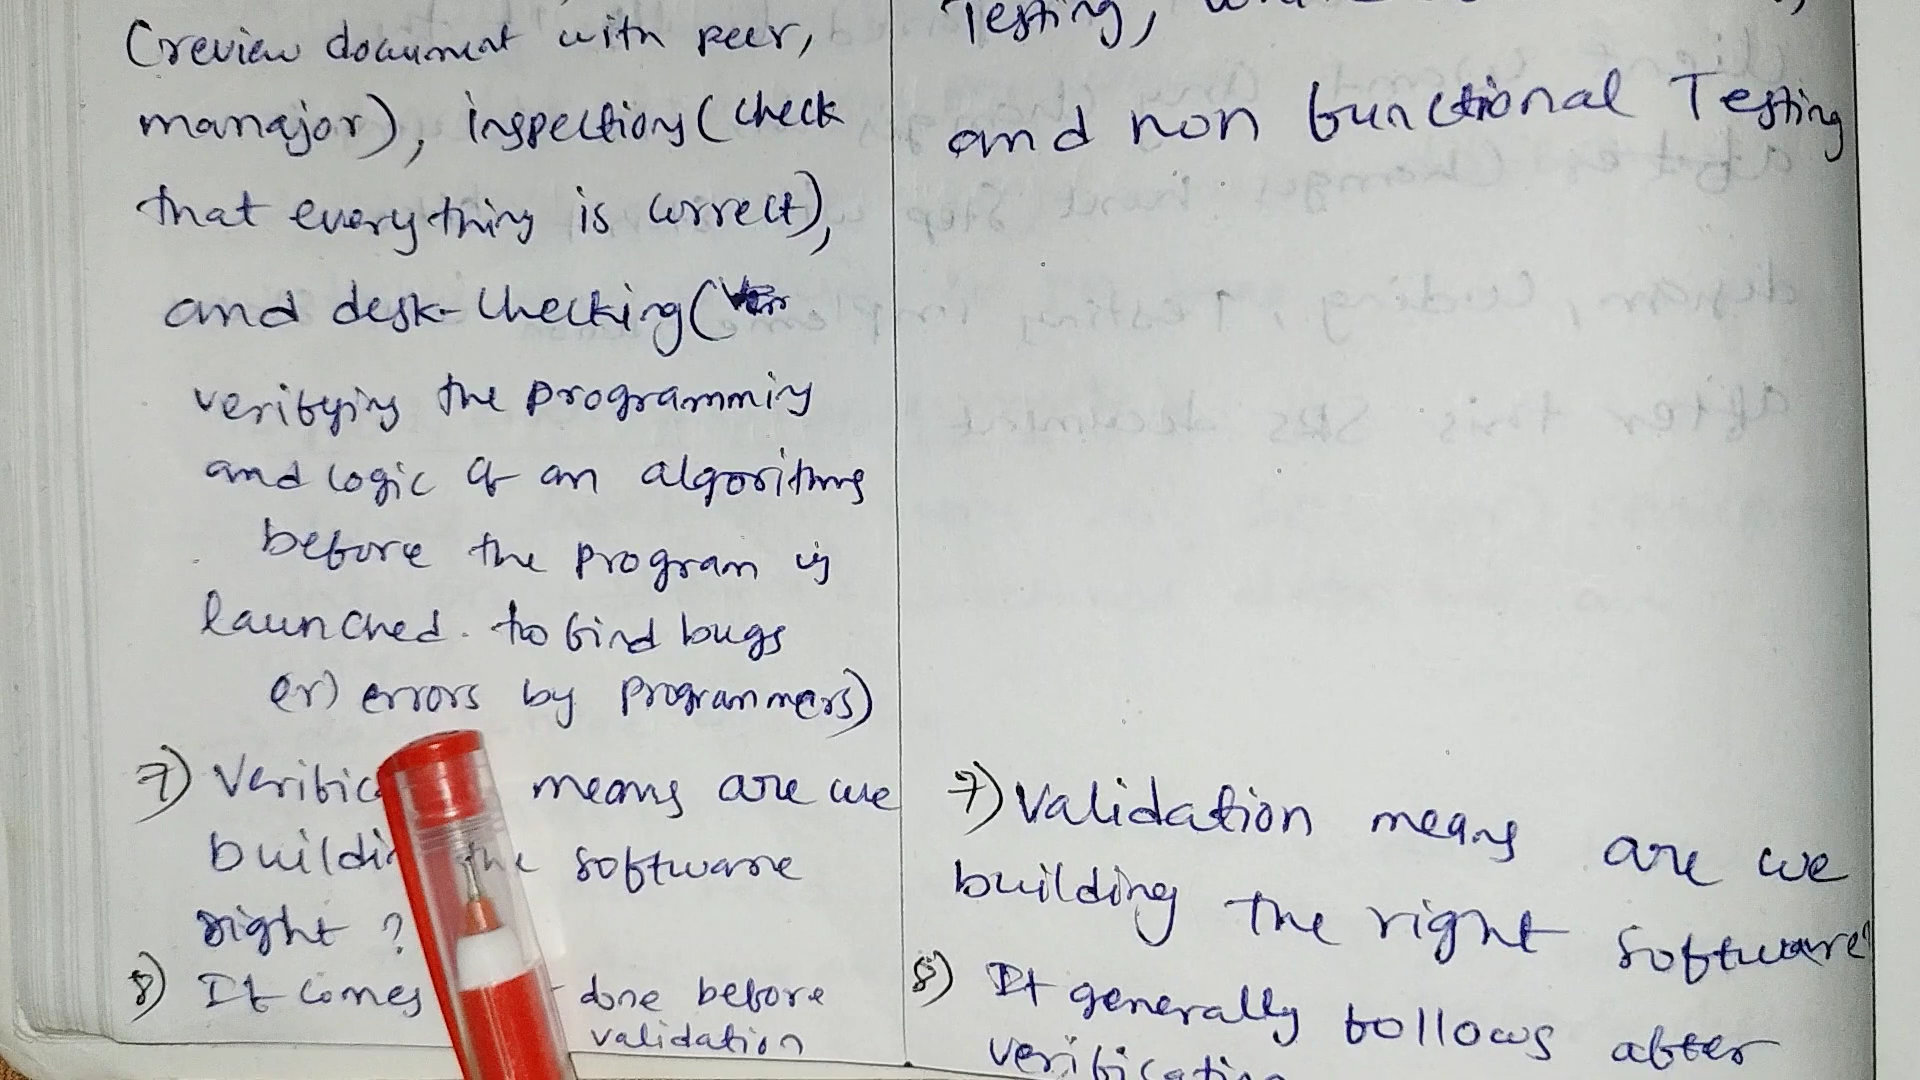 (review document with peer,
manajor), inspections (check
that everything is correct),
and desk-checking(
verifying the programming
and logic of an algorithms
before the program is
launched. to find bugs
or) errors by programmers)
7) means are we
the software
right ?
8) It comes done before
validation
Testing,
and non functional Testing
7) Validation means are we
building the right software?
8) It generally follows after
verification